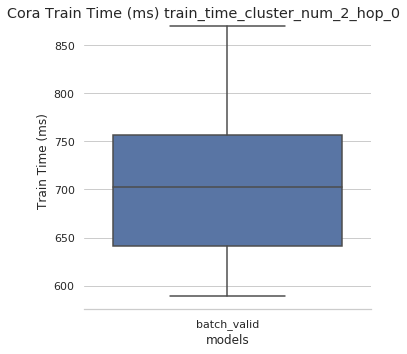 Cora Train Time (ms) train_time_cluster_num_2_hop_0
850
800
750
700
650
600
Train Time (ms)
batch_valid
models